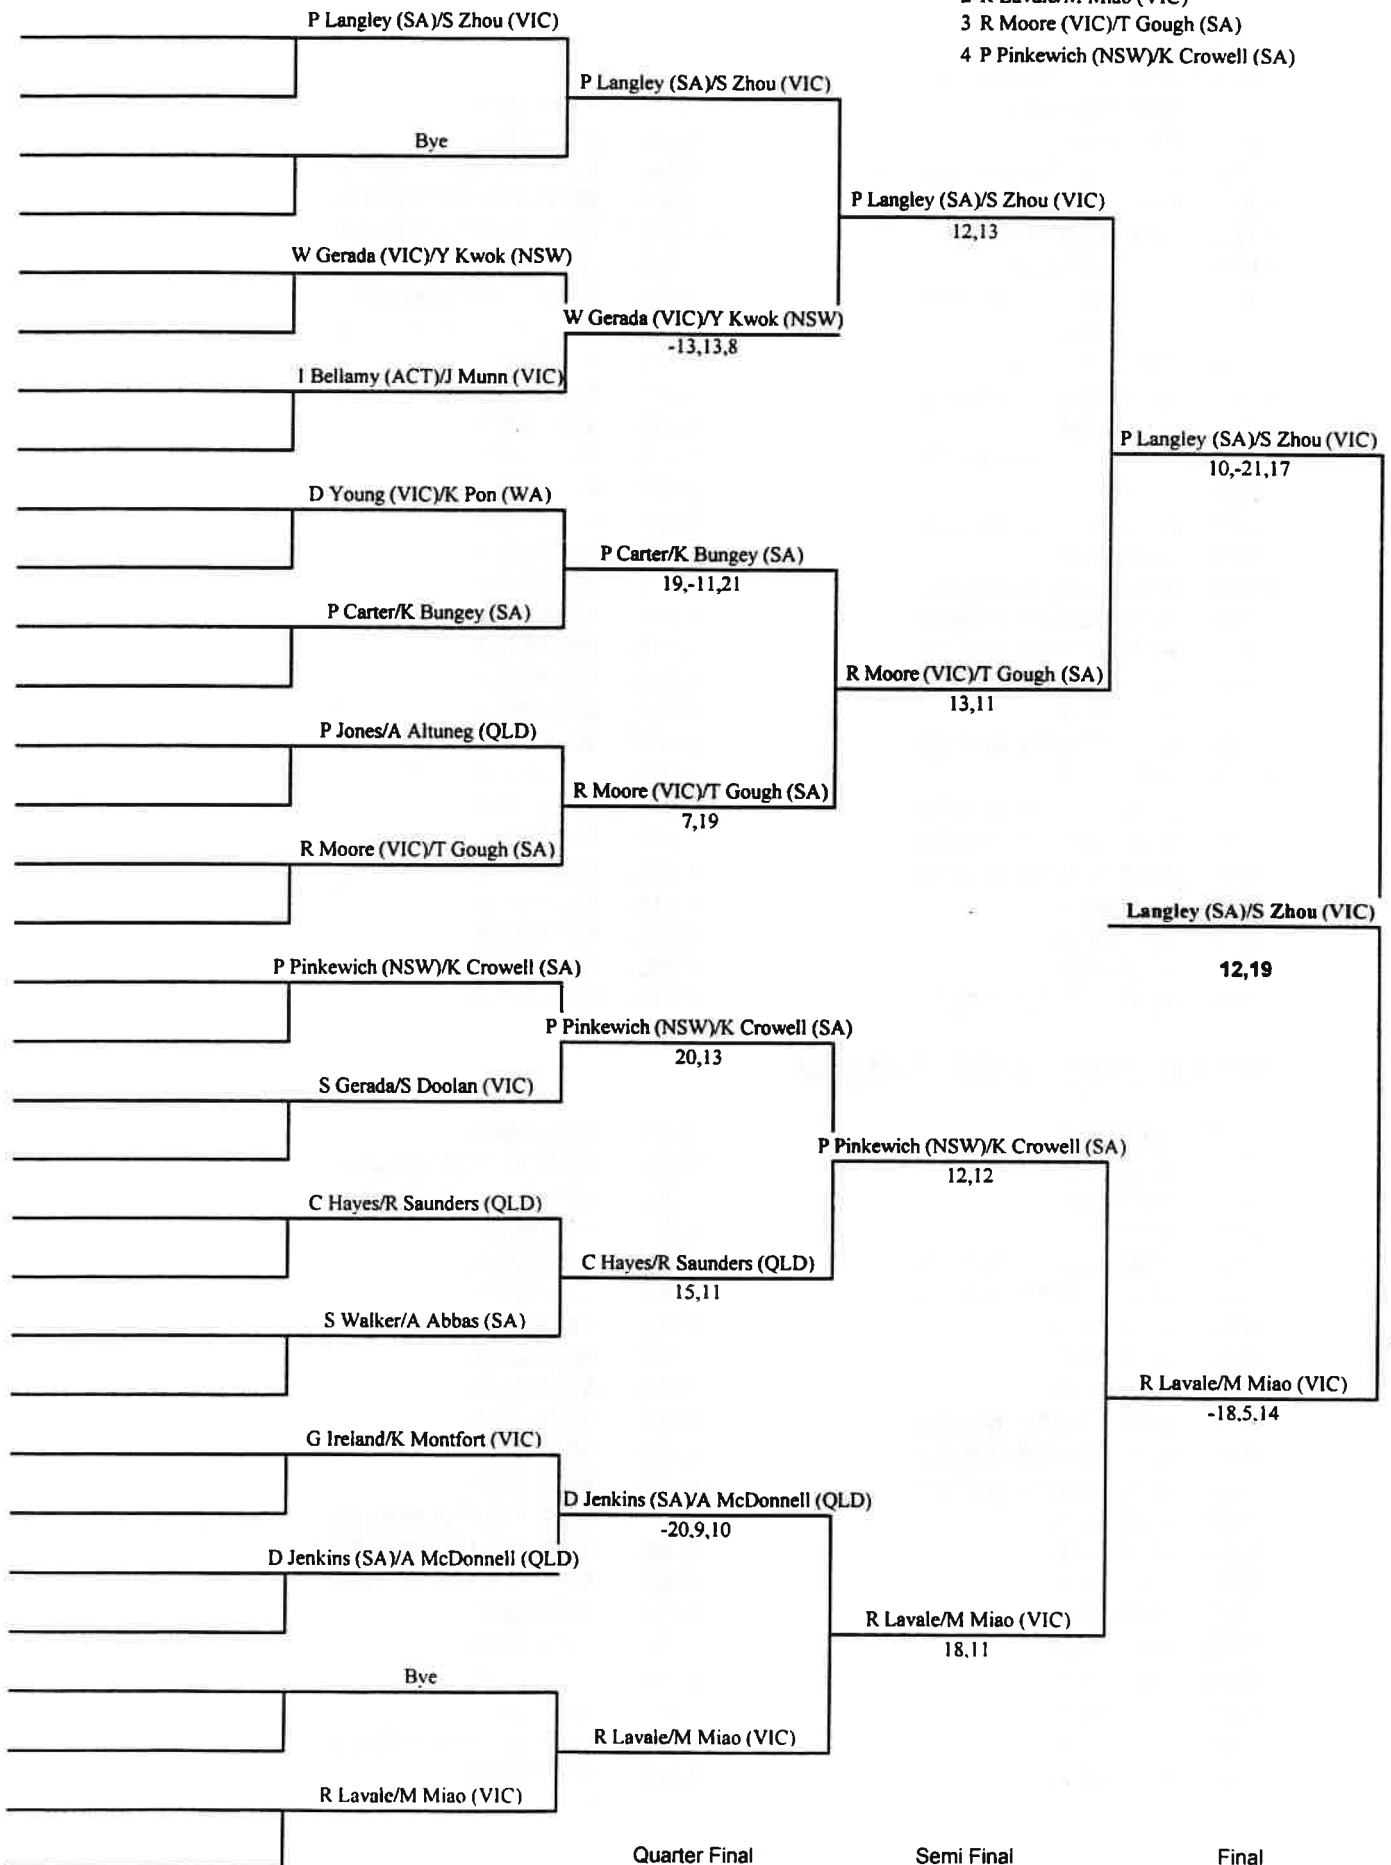 2 R Lavale/M Miao (VIC)
3 R Moore (VIC)/T Gough (SA)
4 P Pinkewich (NSW)/K Crowell (SA)
P Langley (SA)/S Zhou (VIC)
P Langley (SA)/S Zhou (VIC)
Bye
P Langley (SA)/S Zhou (VIC)
12,13
W Gerada (VIC)/Y Kwok (NSW)
W Gerada (VIC)/Y Kwok (NSW)
-13,13,8
I Bellamy (ACT)/J Munn (VIC)
P Langley (SA)/S Zhou (VIC)
10,-21,17
D Young (VIC)/K Pon (WA)
P Carter/K Bungey (SA)
19,-11,21
P Carter/K Bungey (SA)
R Moore (VIC)/T Gough (SA)
13,11
P Jones/A Altuneg (QLD)
R Moore (VIC)/T Gough (SA)
7,19
R Moore (VIC)/T Gough (SA)
Langley (SA)/S Zhou (VIC)
12,19
P Pinkewich (NSW)/K Crowell (SA)
P Pinkewich (NSW)/K Crowell (SA)
20,13
S Gerada/S Doolan (VIC)
P Pinkewich (NSW)/K Crowell (SA)
12,12
C Hayes/R Saunders (QLD)
C Hayes/R Saunders (QLD)
15,11
S Walker/A Abbas (SA)
R Lavale/M Miao (VIC)
-18,5,14
G Ireland/K Montfort (VIC)
D Jenkins (SA)/A McDonnell (QLD)
-20,9,10
D Jenkins (SA)/A McDonnell (QLD)
R Lavale/M Miao (VIC)
18,11
Bye
R Lavale/M Miao (VIC)
R Lavale/M Miao (VIC)
Quarter Final Semi Final Final